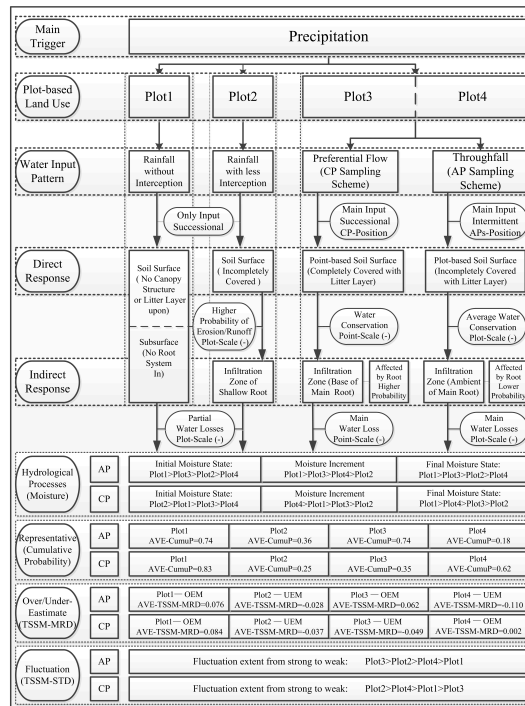 Main
Trigger
Precipitation
Plot-based
Land Use
Plot1
Plot2
Plot3
Plot4
Water Input
Pattern
Rainfall
without
Interception
Rainfall
with less
Interception
Preferential Flow
(CP Sampling
Scheme)
Throughfall
(AP Sampling
Scheme)
Only Input
Successional
Main Input
Successional
CP-Position
Main Input
Intermittent
APs-Position
Direct
Response
Soil Surface
( No Canopy
Structure
or Litter Layer
upon)
Subsurface
(No Root
System
In)
Soil Surface
( Incompletely
Covered )
Point-based Soil Surface
(Completely Covered with
Litter Layer)
Plot-based Soil Surface
(Incompletely Covered
with Litter Layer)
Higher
Probability of
Erosion/Runoff
Plot-Scale (-)
Water
Conservation
Point-Scale (-)
Average Water
Conservation
Plot-Scale (-)
Indirect
Response
Infiltration
Zone of
Shallow Root
Infiltration
Zone (Base of
Main Root)
Affected
by Root
Higher
Probability
Infiltration
Zone (Ambient
of Main Root)
Affected
by Root
Lower
Probability
Partial
Water Losses
Plot-Scale (-)
Main
Water Loss
Point-Scale (-)
Main
Water Losses
Plot-Scale (-)
Hydrological
Processes
(Moisture)
AP
Initial Moisture State:
Plot1>Plot3>Plot2>Plot4
Moisture Increment
Plot1>Plot3>Plot4>Plot2
Final Moisture State:
Plot1>Plot3>Plot2>Plot4
CP
Initial Moisture State:
Plot2>Plot1>Plot3>Plot4
Moisture Increment
Plot4>Plot1>Plot3>Plot2
Final Moisture State:
Plot1>Plot4>Plot3>Plot2
Representative
(Cumulative
Probability)
AP
Plot1
AVE-CumuP=0.74
Plot2
AVE-CumuP=0.36
Plot3
AVE-CumuP=0.74
Plot4
AVE-CumuP=0.18
CP
Plot1
AVE-CumuP=0.83
Plot2
AVE-CumuP=0.25
Plot3
AVE-CumuP=0.35
Plot4
AVE-CumuP=0.62
Over/Under-
Eastimate
(TSSM-MRD)
AP
Plot1— OEM
AVE-TSSM-MRD=0.076
Plot2 — UEM
AVE-TSSM-MRD=-0.028
Plot3 — OEM
AVE-TSSM-MRD=0.062
Plot4 — UEM
AVE-TSSM-MRD=-0.110
CP
Plot1— OEM
AVE-TSSM-MRD=0.084
Plot2 — UEM
AVE-TSSM-MRD=-0.037
Plot3 — UEM
AVE-TSSM-MRD=-0.049
Plot4 — OEM
AVE-TSSM-MRD=0.002
Fluctuation
(TSSM-STD)
AP
Fluctuation extent from strong to weak: Plot3>Plot2>Plot4>Plot1
CP
Fluctuation extent from strong to weak: Plot2>Plot4>Plot1>Plot3